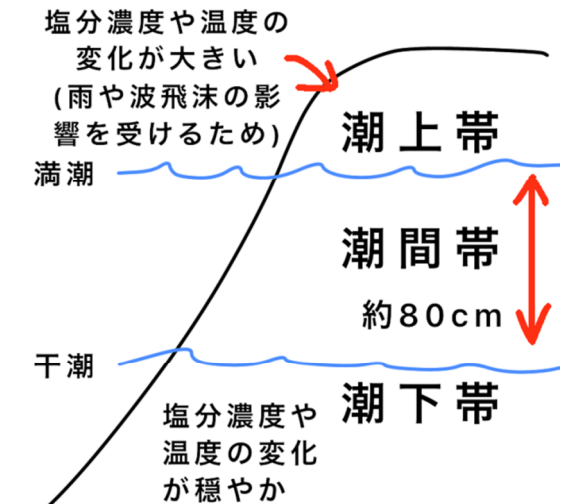 塩分濃度や温度の
変化が大きい
(雨や波飛沫の影
響を受けるため)
潮上帯
満潮
潮間帯
約80cm
干潮
潮下帯
塩分濃度や
温度の変化
が穏やか